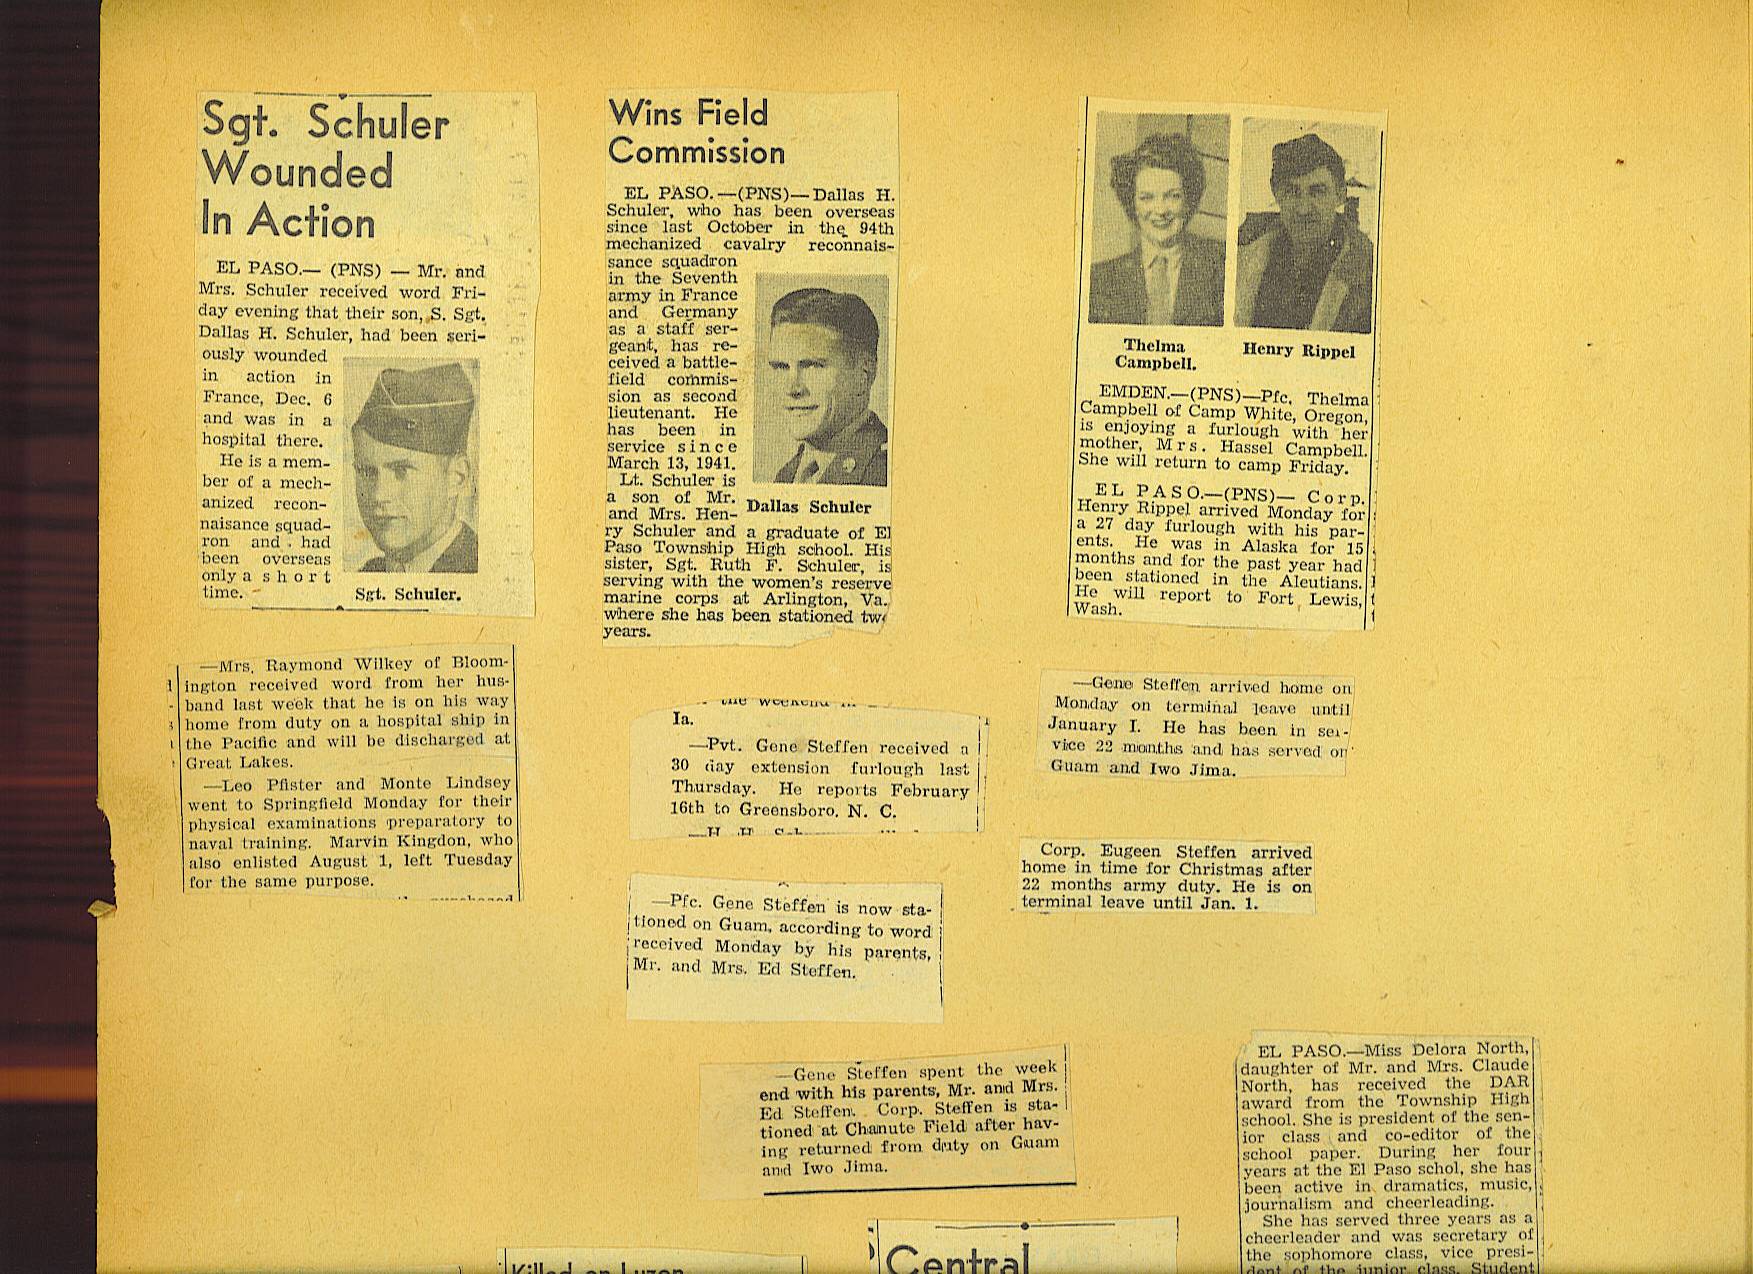 Sgt. Schuler
Wounded
In Action
EL PASO.— (PNS) — Mr. and
Mrs. Schuler received word Fri-
day evening that their son, S. Sgt.
Dallas H. Schuler, had been seri-
ously wounded
in action in
France, Dec. 6
and was in a
hospital there.
He is a mem-
ber of a mech-
anized recon-
naisance squad-
ron and had
been overseas
only a short
time.
Sgt. Schuler.
—Mrs. Raymond Wilkey of Bloom-
ington received word from her hus-
band last week that he is on his way
home from duty on a hospital ship in
the Pacific and will be discharged at
Great Lakes.
—Leo Pfister and Monte Lindsey
went to Springfield Monday for their
physical examinations preparatory to
naval training. Marvin Kingdon, who
also enlisted August 1, left Tuesday
for the same purpose.
Wins Field
Commission
EL PASO.—(PNS)—Dallas H.
Schuler, who has been overseas
since last October in the 94th
mechanized cavalry reconnais-
sance squadron
in the Seventh
army in France
and Germany
as a staff ser-
geant, has re-
ceived a battle-
field commis-
sion as second
lieutenant. He
has been in
service since
March 13, 1941.
Lt. Schuler is
a son of Mr.
and Mrs. Hen-
Dallas Schuler
ry Schuler and a graduate of El
Paso Township High school. His
sister, Sgt. Ruth F. Schuler, is
serving with the women's reserve
marine corps at Arlington, Va.
where she has been stationed tw
years.
the weekend in
Ia.
—Pvt. Gene Steffen received a
30 day extension furlough last
Thursday. He reports February
16th to Greensboro, N. C.
—Pfc. Gene Steffen is now sta-
tioned on Guam, according to word
received Monday by his parents,
Mr. and Mrs. Ed Steffen.
—Gene Steffen spent the week
end with his parents, Mr. and Mrs.
Ed Steffen. Corp. Steffen is sta-
tioned at Chanute Field after hav-
ing returned from duty on Guam
and Iwo Jima.
Thelma
Campbell.
Henry Rippel
EMDEN.—(PNS)—Pfc. Thelma
Campbell of Camp White, Oregon,
is enjoying a furlough with her
mother, Mrs. Hassel Campbell.
She will return to camp Friday.
EL PASO.—(PNS)— Corp.
Henry Rippel arrived Monday for
a 27 day furlough with his par-
ents. He was in Alaska for 15
months and for the past year had
been stationed in the Aleutians.
He will report to Fort Lewis,
Wash.
—Gene Steffen arrived home on
Monday on terminal leave until
January I. He has been in ser-
vice 22 months and has served on
Guam and Iwo Jima.
Corp. Eugeen Steffen arrived
home in time for Christmas after
22 months army duty. He is on
terminal leave until Jan. 1.
EL PASO.—Miss Delora North,
daughter of Mr. and Mrs. Claude
North, has received the DAR
award from the Township High
school. She is president of the sen-
ior class and co-editor of the
school paper. During her four
years at the El Paso schol, she has
been active in dramatics, music,
journalism and cheerleading.
She has served three years as a
cheerleader and was secretary of
the sophomore class, vice presi-
dent of the junior class, Student
Killed on Luzon
Central